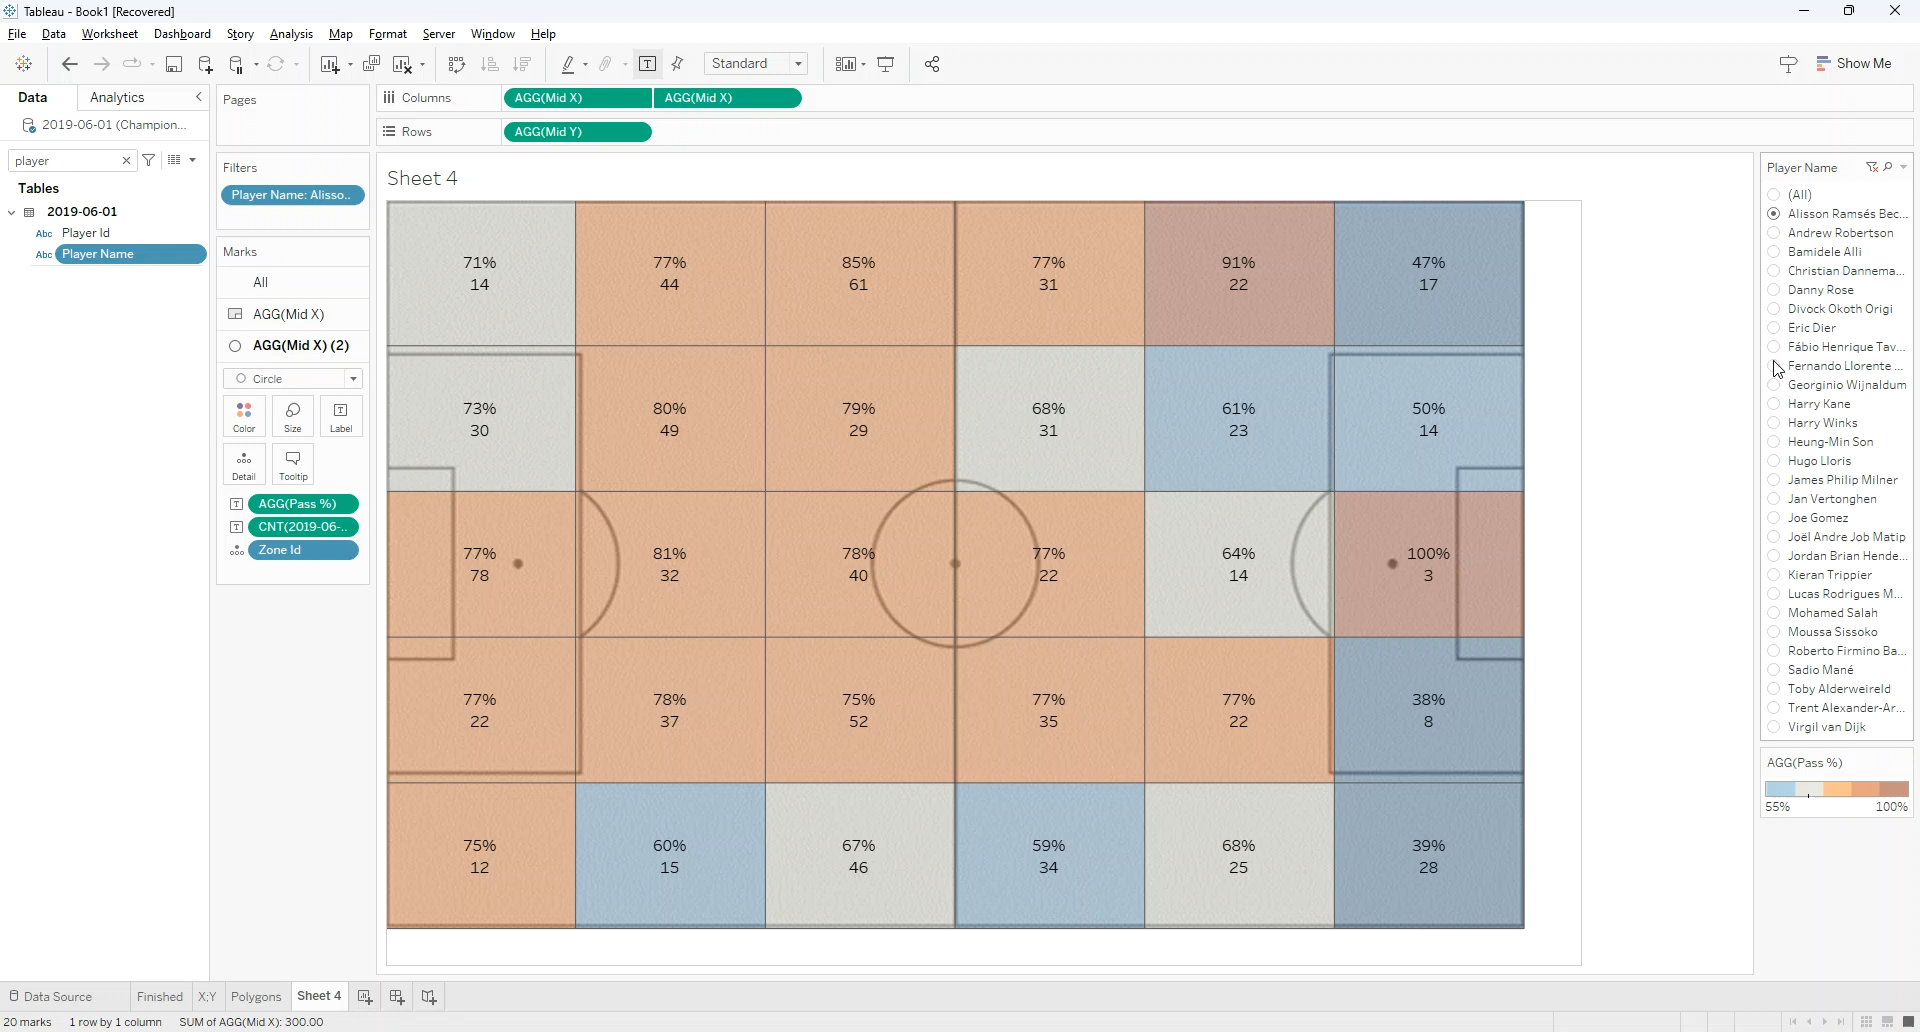 Tableau - Book1 [Recovered]
File Data Worksheet Dashboard Story Analysis Map Format Server Window Help
Standard
Show Me
Data Analytics
2019-06-01 (Champion...
player
Tables
2019-06-01
Abc Player Id
Abc Player Name
Pages
Filters
Player Name: Alisso..
Marks
All
AGG(Mid X)
AGG(Mid X) (2)
Circle
Color Size Label
Detail Tooltip
AGG(Pass %)
CNT(2019-06-..
Zone Id
Columns AGG(Mid X) AGG(Mid X)
Rows AGG(Mid Y)
Sheet 4
71% 77% 85% 77% 91% 47%
14 44 61 31 22 17
73% 80% 79% 68% 61% 50%
30 49 29 31 23 14
77% 81% 78% 77% 64% 100%
78 32 40 22 14 3
77% 78% 75% 77% 77% 38%
22 37 52 35 22 8
75% 60% 67% 59% 68% 39%
12 15 46 34 25 28
Player Name
(All)
Alisson Ramsés Bec...
Andrew Robertson
Bamidele Alli
Christian Dannema...
Danny Rose
Divock Okoth Origi
Eric Dier
Fábio Henrique Tav...
Fernando Llorente ...
Georginio Wijnaldum
Harry Kane
Harry Winks
Heung-Min Son
Hugo Lloris
James Philip Milner
Jan Vertonghen
Joe Gomez
Joël Andre Job Matip
Jordan Brian Hende...
Kieran Trippier
Lucas Rodrigues M...
Mohamed Salah
Moussa Sissoko
Roberto Firmino Ba...
Sadio Mané
Toby Alderweireld
Trent Alexander-Ar...
Virgil van Dijk
AGG(Pass %)
55% 100%
Data Source Finished X;Y Polygons Sheet 4
20 marks 1 row by 1 column SUM of AGG(Mid X): 300.00